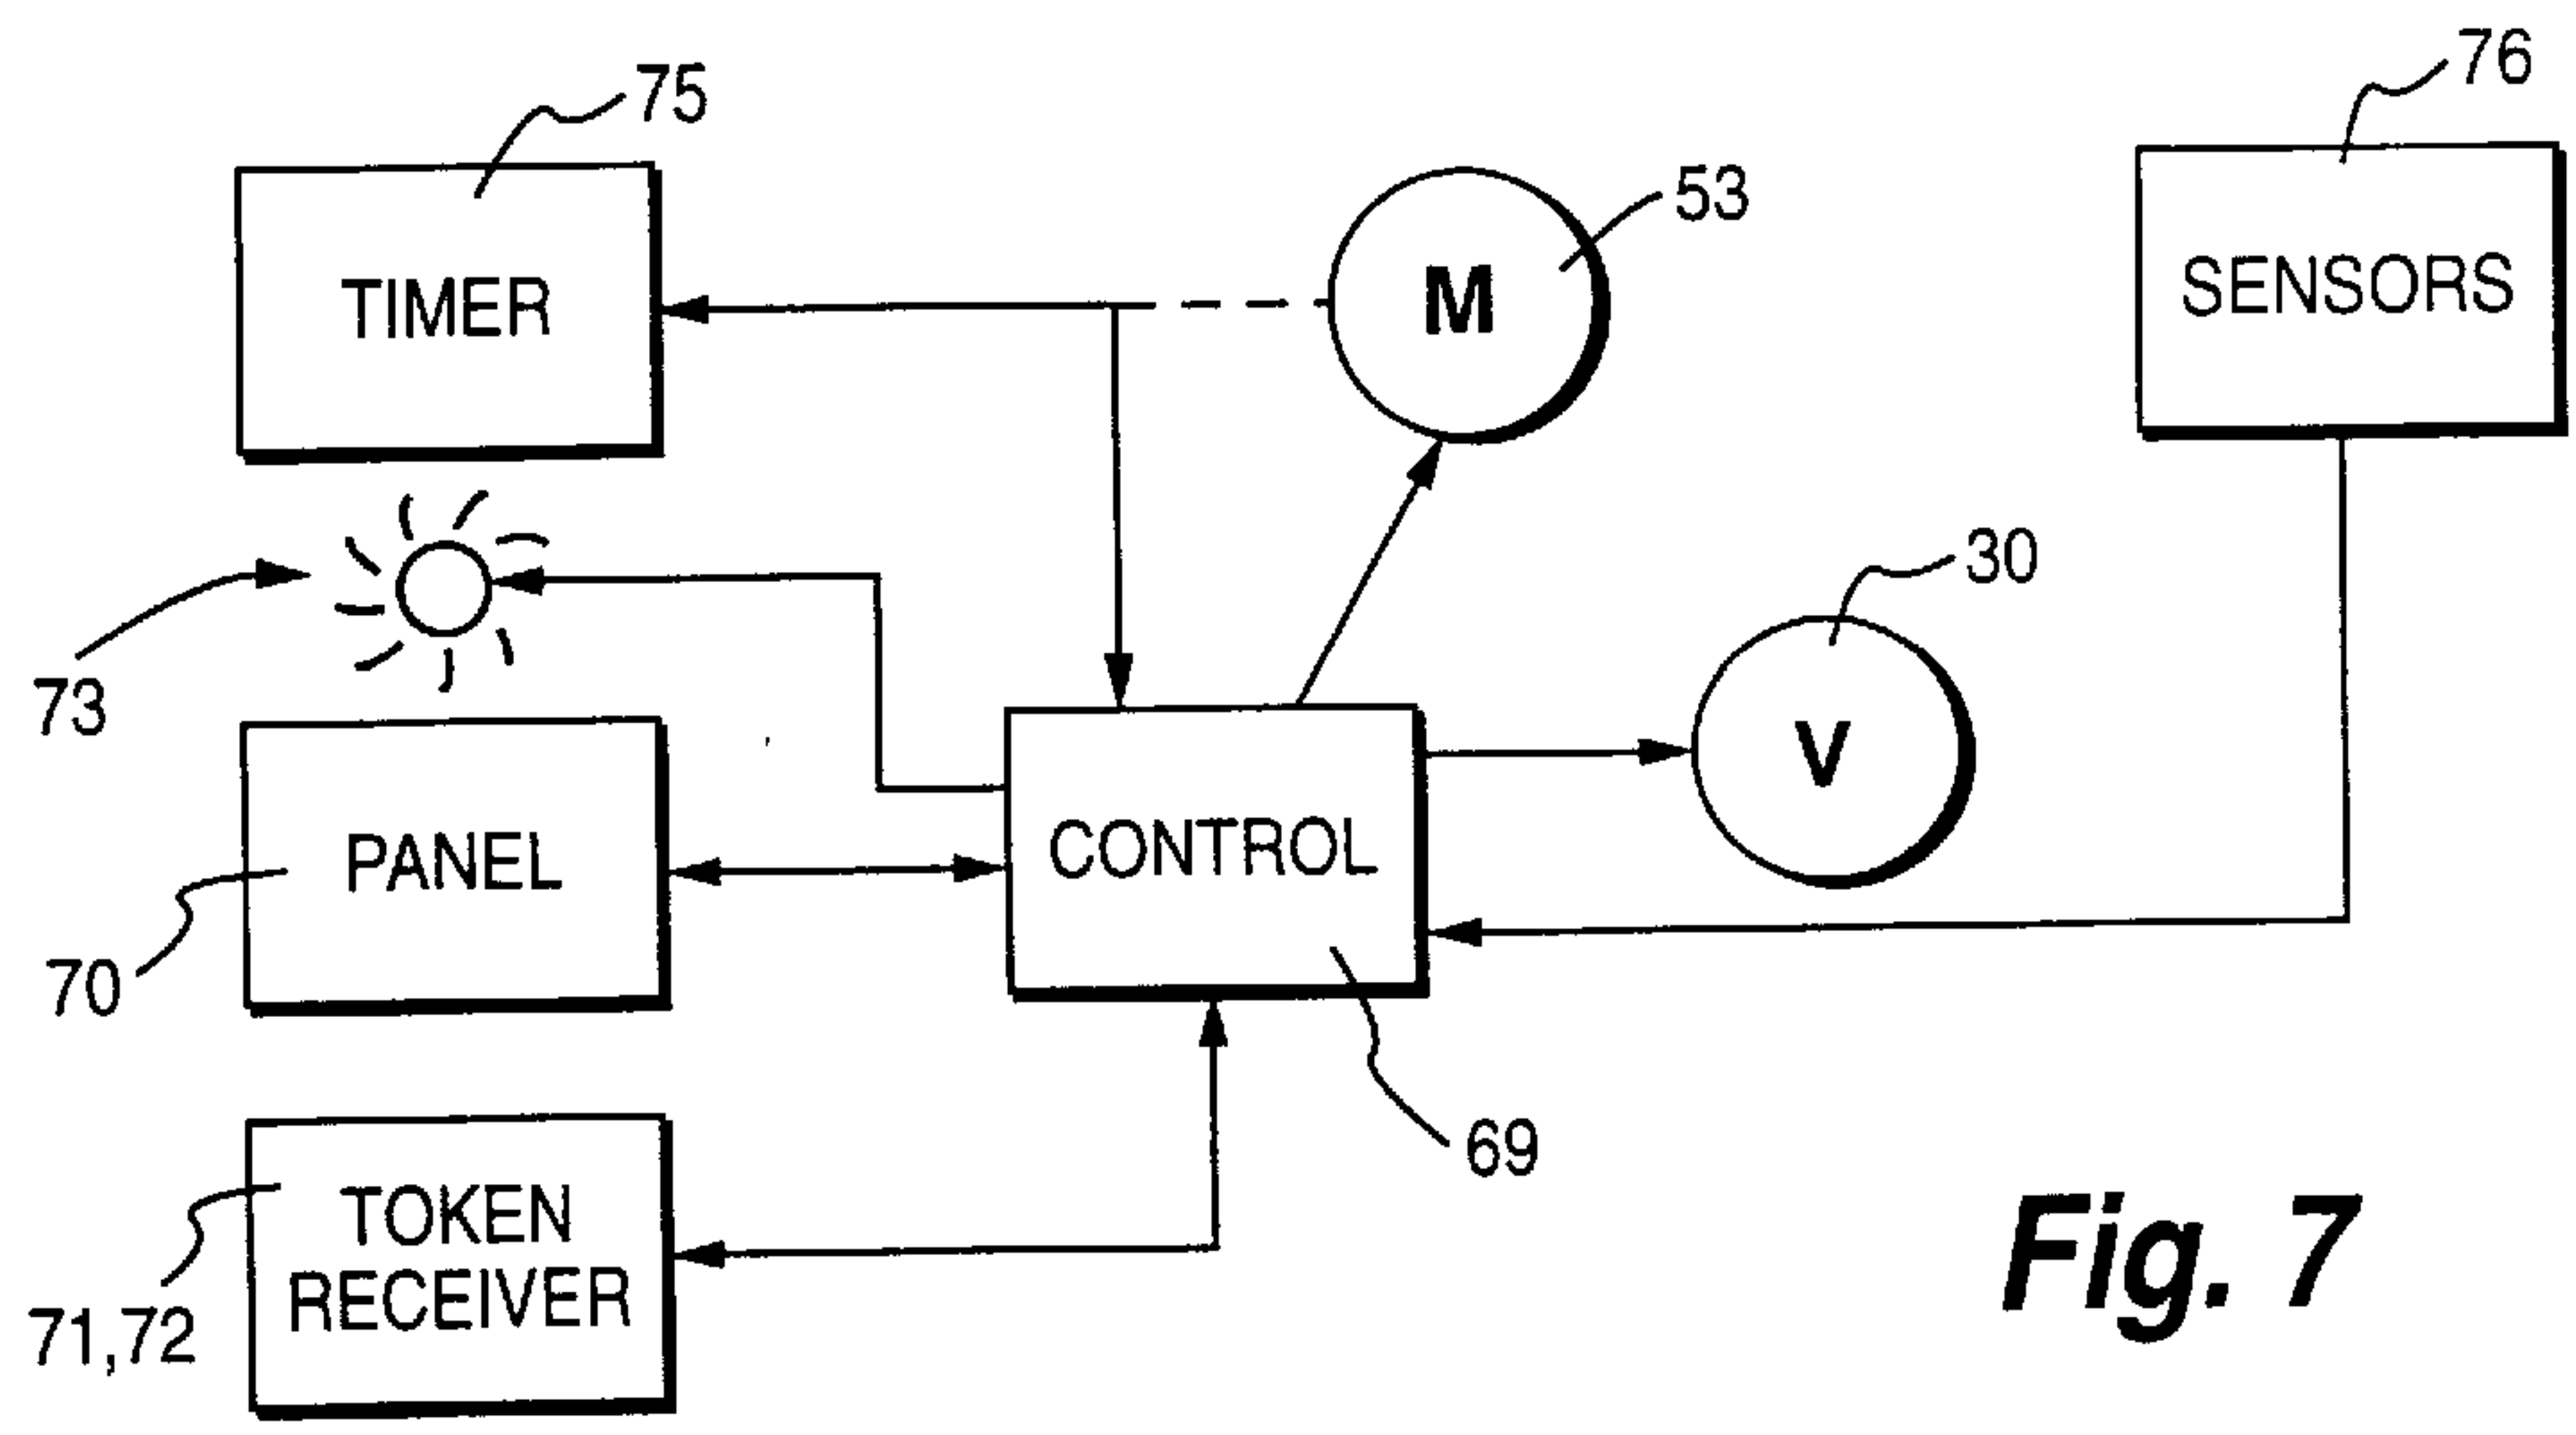 75
76
TIMER
M
53
SENSORS
73
30
V
PANEL
CONTROL
70
69
TOKEN
RECEIVER
71,72
Fig. 7